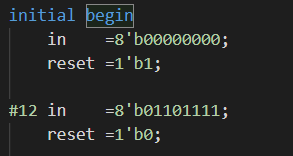 initial begin
in    =8'b00000000;
reset =1'b1;
#12 in    =8'b01101111;
reset =1'b0;